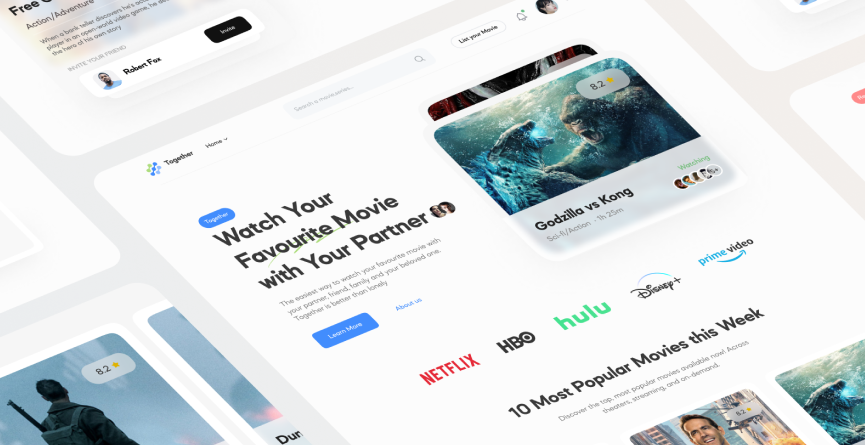 Free
Action/Adventure
When a bank teller discovers he's actually a
player in an open-world video game, he decides to become
the hero of his own story
INVITE YOUR FRIEND
Robert Fox
Invite
Together
Home
Search a movie,series...
List your Movie
8.2
Watching
Godzilla vs Kong
Sci-fi/Action · 1h 25m
Together
Watch Your
Favourite Movie
with Your Partner
The easiest way to watch your favourite movie with
your partner, friend, family and your beloved one.
Together is better than lonely
Learn More
About us
NETFLIX
HBO
hulu
Disney+
prime video
10 Most Popular Movies this Week
Discover the top, most popular movies available now! Across
theaters, streaming, and on-demand.
8.2
8.2